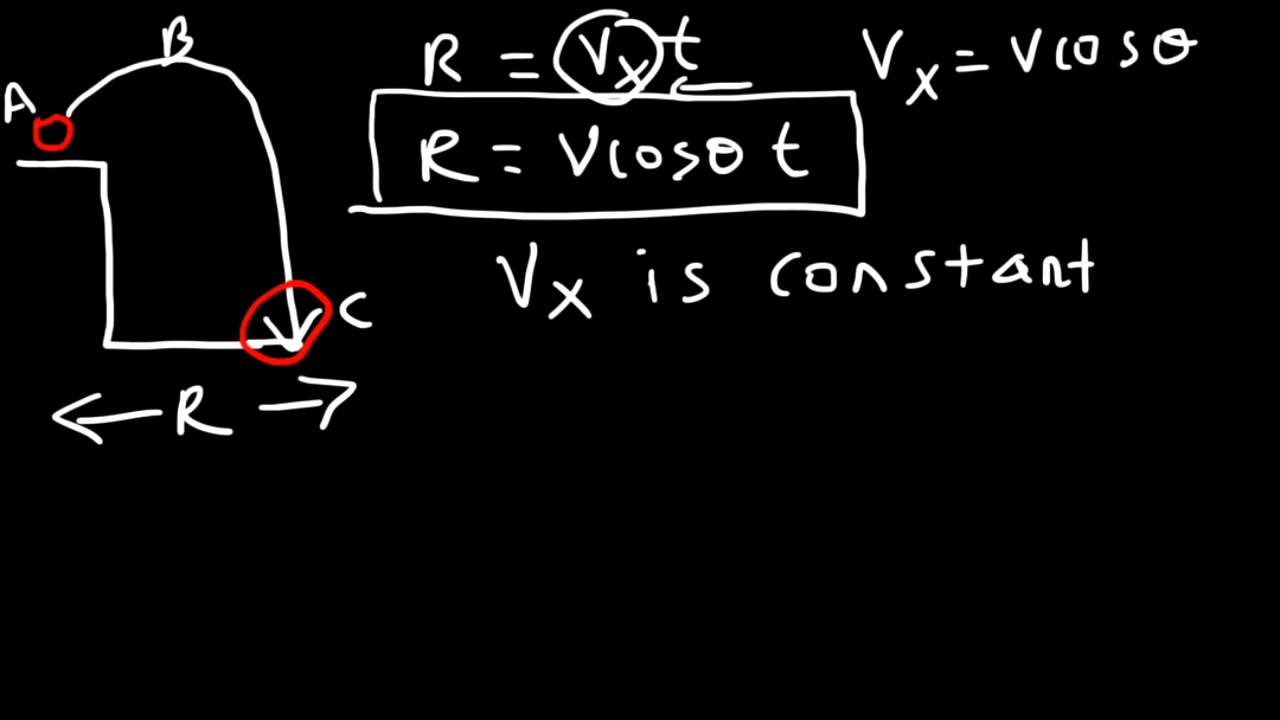 A
B
C
R
R = Vx t
Vx = V cos θ
R = V cos θ t
Vx is constant